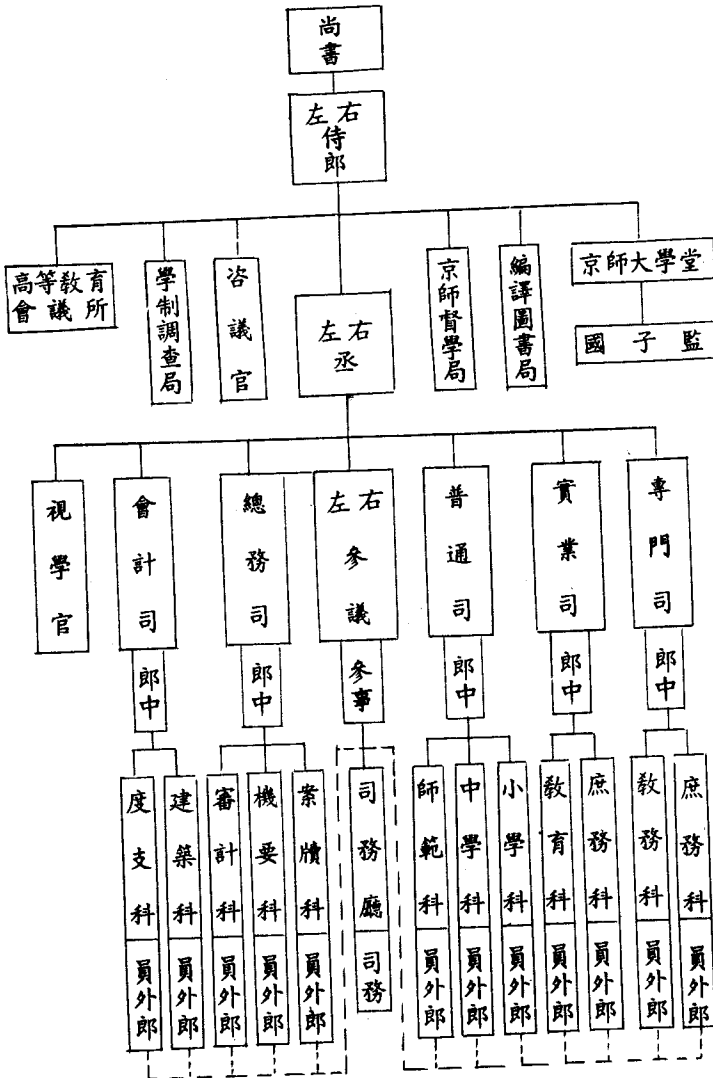 尚書
左右侍郎
高等教育會議所
學制調查局
咨議官
左右丞
京師督學局
編譯圖書局
京師大學堂
國子監
視學官
會計司
總務司
左右參議
普通司
實業司
專門司
郎中
郎中
參事
郎中
郎中
郎中
度支科
建築科
審計科
機要科
案牘科
司務廳
師範科
中學科
小學科
教育科
庶務科
教務科
庶務科
員外郎
員外郎
員外郎
員外郎
員外郎
司務
員外郎
員外郎
員外郎
員外郎
員外郎
員外郎
員外郎